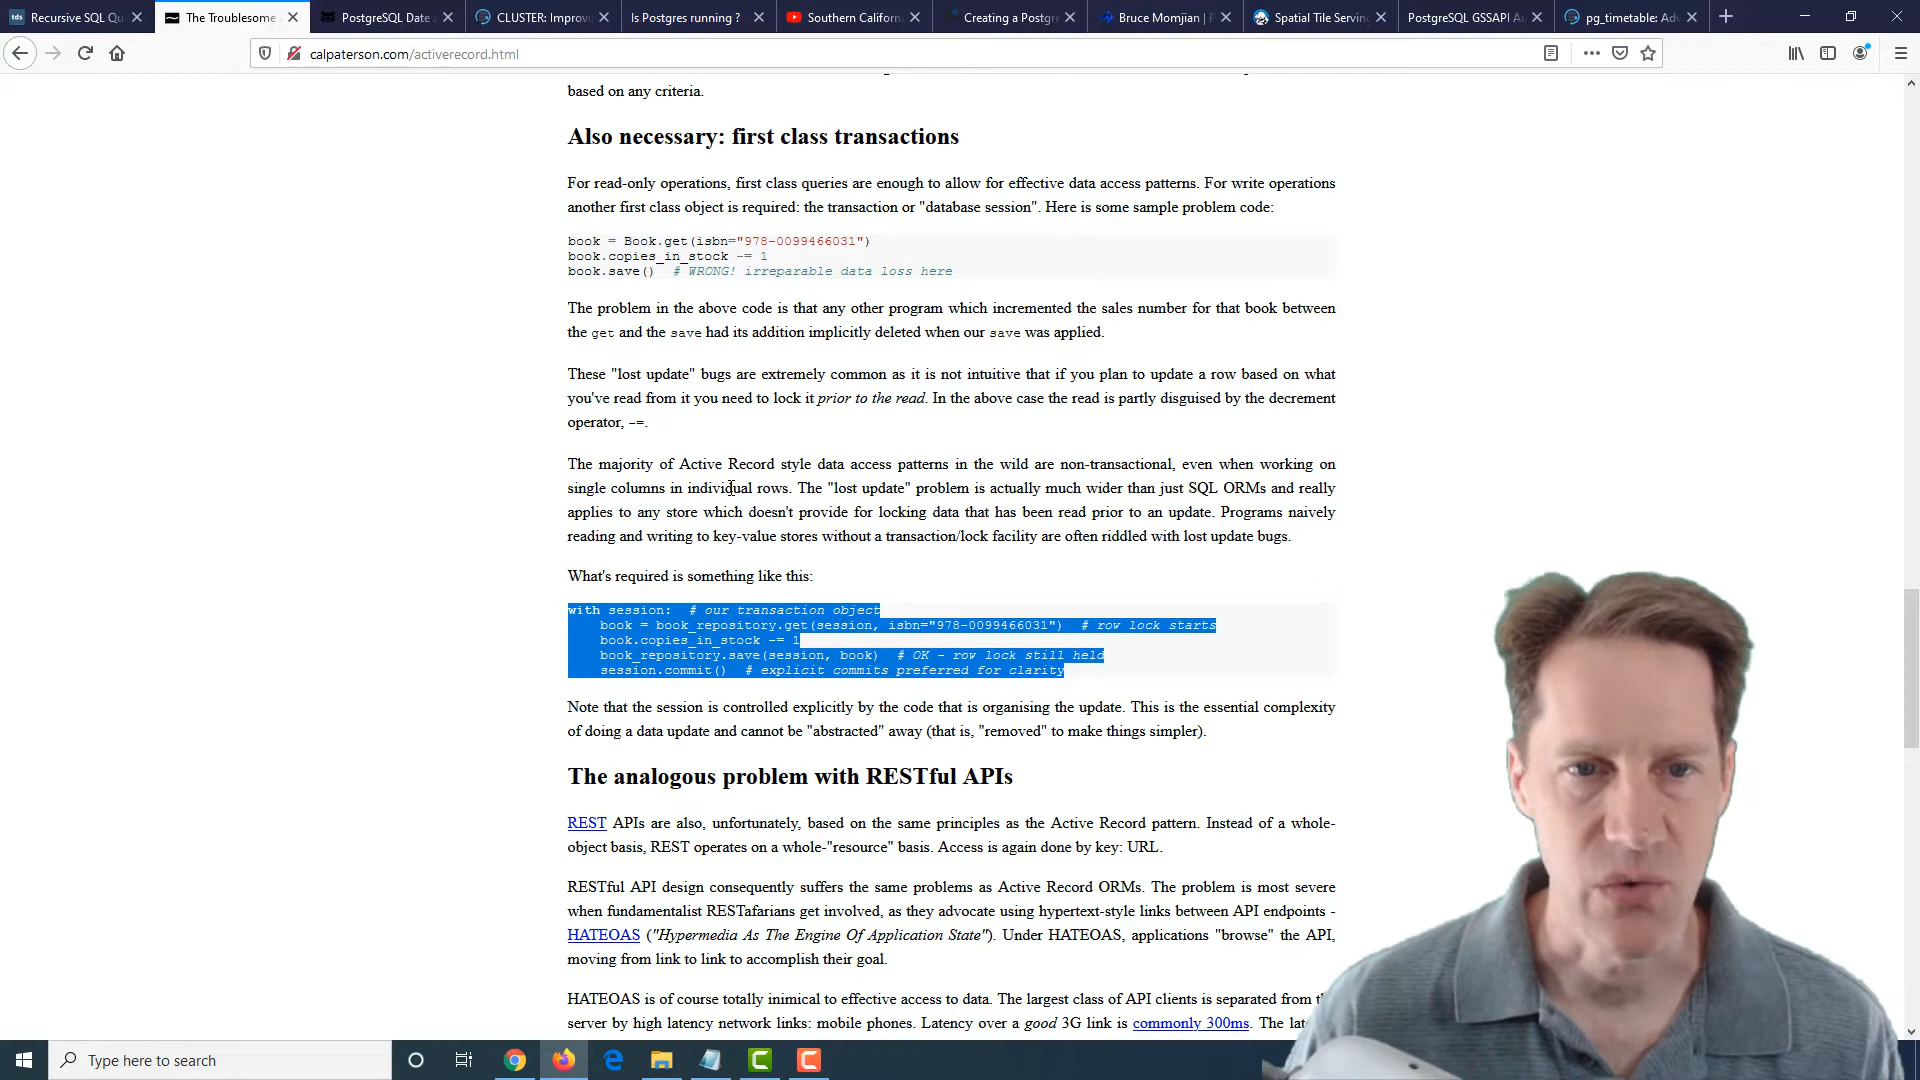 Recursive SQL Qu
The Troublesome
PostgreSQL Date
CLUSTER: Improv
Is Postgres running ?
Southern Californ
Creating a Postgr
Bruce Momjian | P
Spatial Tile Serving
PostgreSQL GSSAPI Au
pg_timetable: Adv
calpaterson.com/activerecord.html
based on any criteria.
Also necessary: first class transactions
For read-only operations, first class queries are enough to allow for effective data access patterns. For write operations
another first class object is required: the transaction or "database session". Here is some sample problem code:
book = Book.get(isbn="978-0099466031")
book.copies_in_stock -= 1
book.save()  # WRONG! irreparable data loss here
The problem in the above code is that any other program which incremented the sales number for that book between
the get and the save had its addition implicitly deleted when our save was applied.
These "lost update" bugs are extremely common as it is not intuitive that if you plan to update a row based on what
you've read from it you need to lock it prior to the read. In the above case the read is partly disguised by the decrement
operator, -=.
The majority of Active Record style data access patterns in the wild are non-transactional, even when working on
single columns in individual rows. The "lost update" problem is actually much wider than just SQL ORMs and really
applies to any store which doesn't provide for locking data that has been read prior to an update. Programs naively
reading and writing to key-value stores without a transaction/lock facility are often riddled with lost update bugs.
What's required is something like this:
with session:  # our transaction object
    book = book_repository.get(session, isbn="978-0099466031")  # row lock starts
    book.copies_in_stock -= 1
    book_repository.save(session, book)  # OK - row lock still held
    session.commit()  # explicit commits preferred for clarity
Note that the session is controlled explicitly by the code that is organising the update. This is the essential complexity
of doing a data update and cannot be "abstracted" away (that is, "removed" to make things simpler).
The analogous problem with RESTful APIs
REST APIs are also, unfortunately, based on the same principles as the Active Record pattern. Instead of a whole-
object basis, REST operates on a whole-"resource" basis. Access is again done by key: URL.
RESTful API design consequently suffers the same problems as Active Record ORMs. The problem is most severe
when fundamentalist RESTafarians get involved, as they advocate using hypertext-style links between API endpoints -
HATEOAS ("Hypermedia As The Engine Of Application State"). Under HATEOAS, applications "browse" the API,
moving from link to link to accomplish their goal.
HATEOAS is of course totally inimical to effective access to data. The largest class of API clients is separated from
server by high latency network links: mobile phones. Latency over a good 3G link is commonly 300ms. The
Type here to search